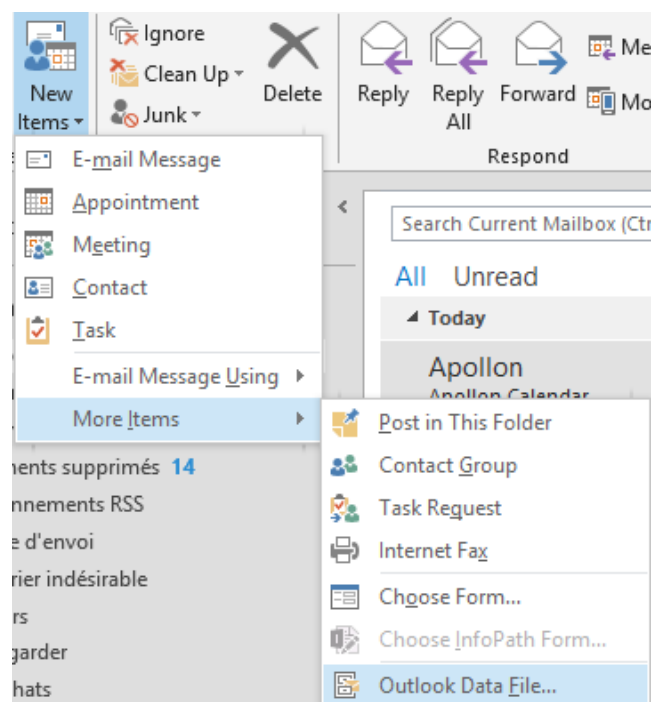 New
Items
Ignore
Clean Up
Junk
Delete
Reply
Reply
All
Forward
Me
Mo
Respond
E-mail Message
Appointment
Meeting
Contact
Task
E-mail Message Using
More Items
Search Current Mailbox (Ctr
All Unread
Today
Apollon
Apollon Calendar
Post in This Folder
Contact Group
Task Request
Internet Fax
Choose Form...
Choose InfoPath Form...
Outlook Data File...
ents supprimés 14
nnements RSS
e d'envoi
rier indésirable
rs
garder
hats